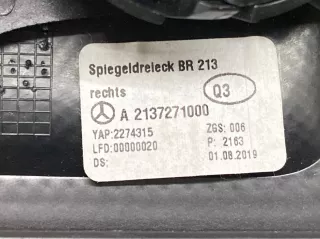 Spiegeldreieck BR 213
rechts
Q3
A 2137271000
YAP:2274315 ZGS: 006
LFD:00000020 P: 2163
DS: 01.08.2019